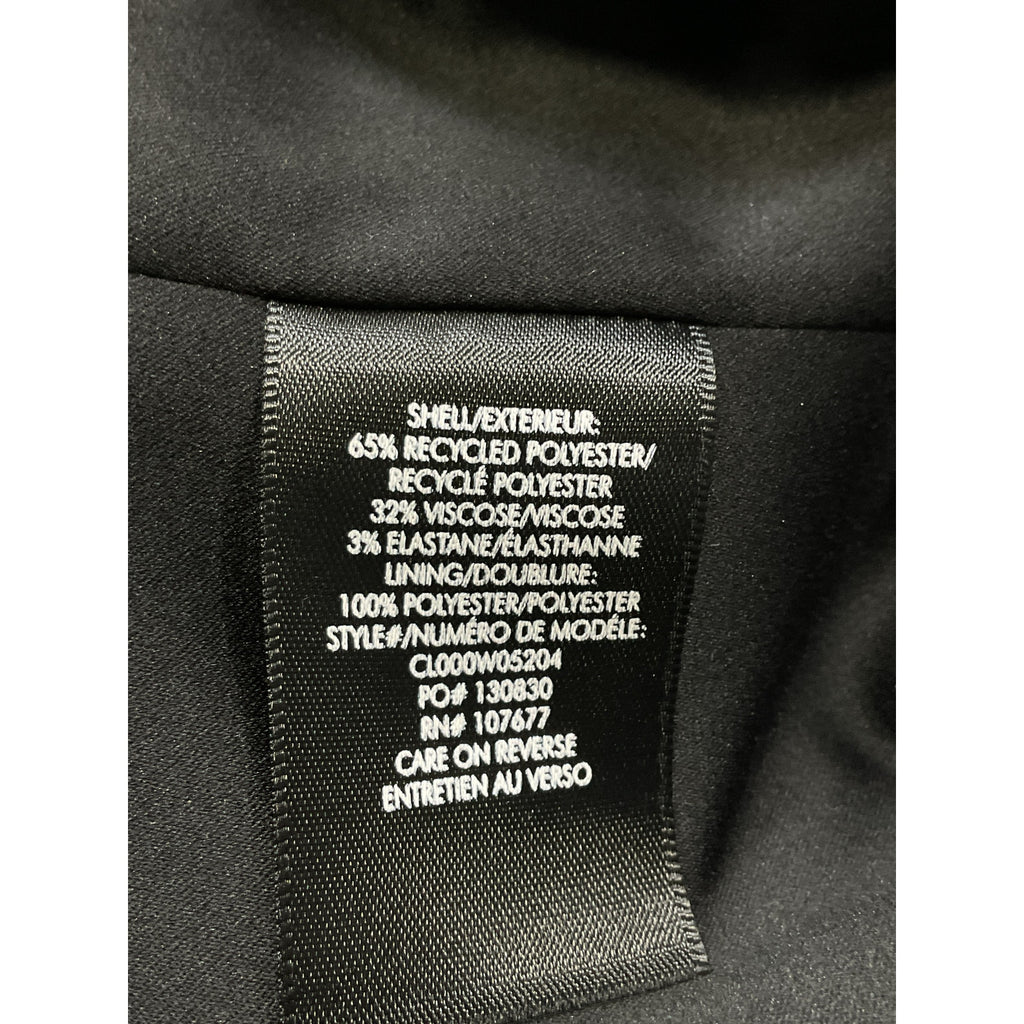 SHELL/EXTERIEUR:
65% RECYCLED POLYESTER/
RECYCLÉ POLYESTER
32% VISCOSE/VISCOSE
3% ELASTANE/ÉLASTHANNE
LINING/DOUBLURE:
100% POLYESTER/POLYESTER
STYLE#/NUMÉRO DE MODÉLE:
CL000W05204
PO# 130830
RN# 107677
CARE ON REVERSE
ENTRETIEN AU VERSO